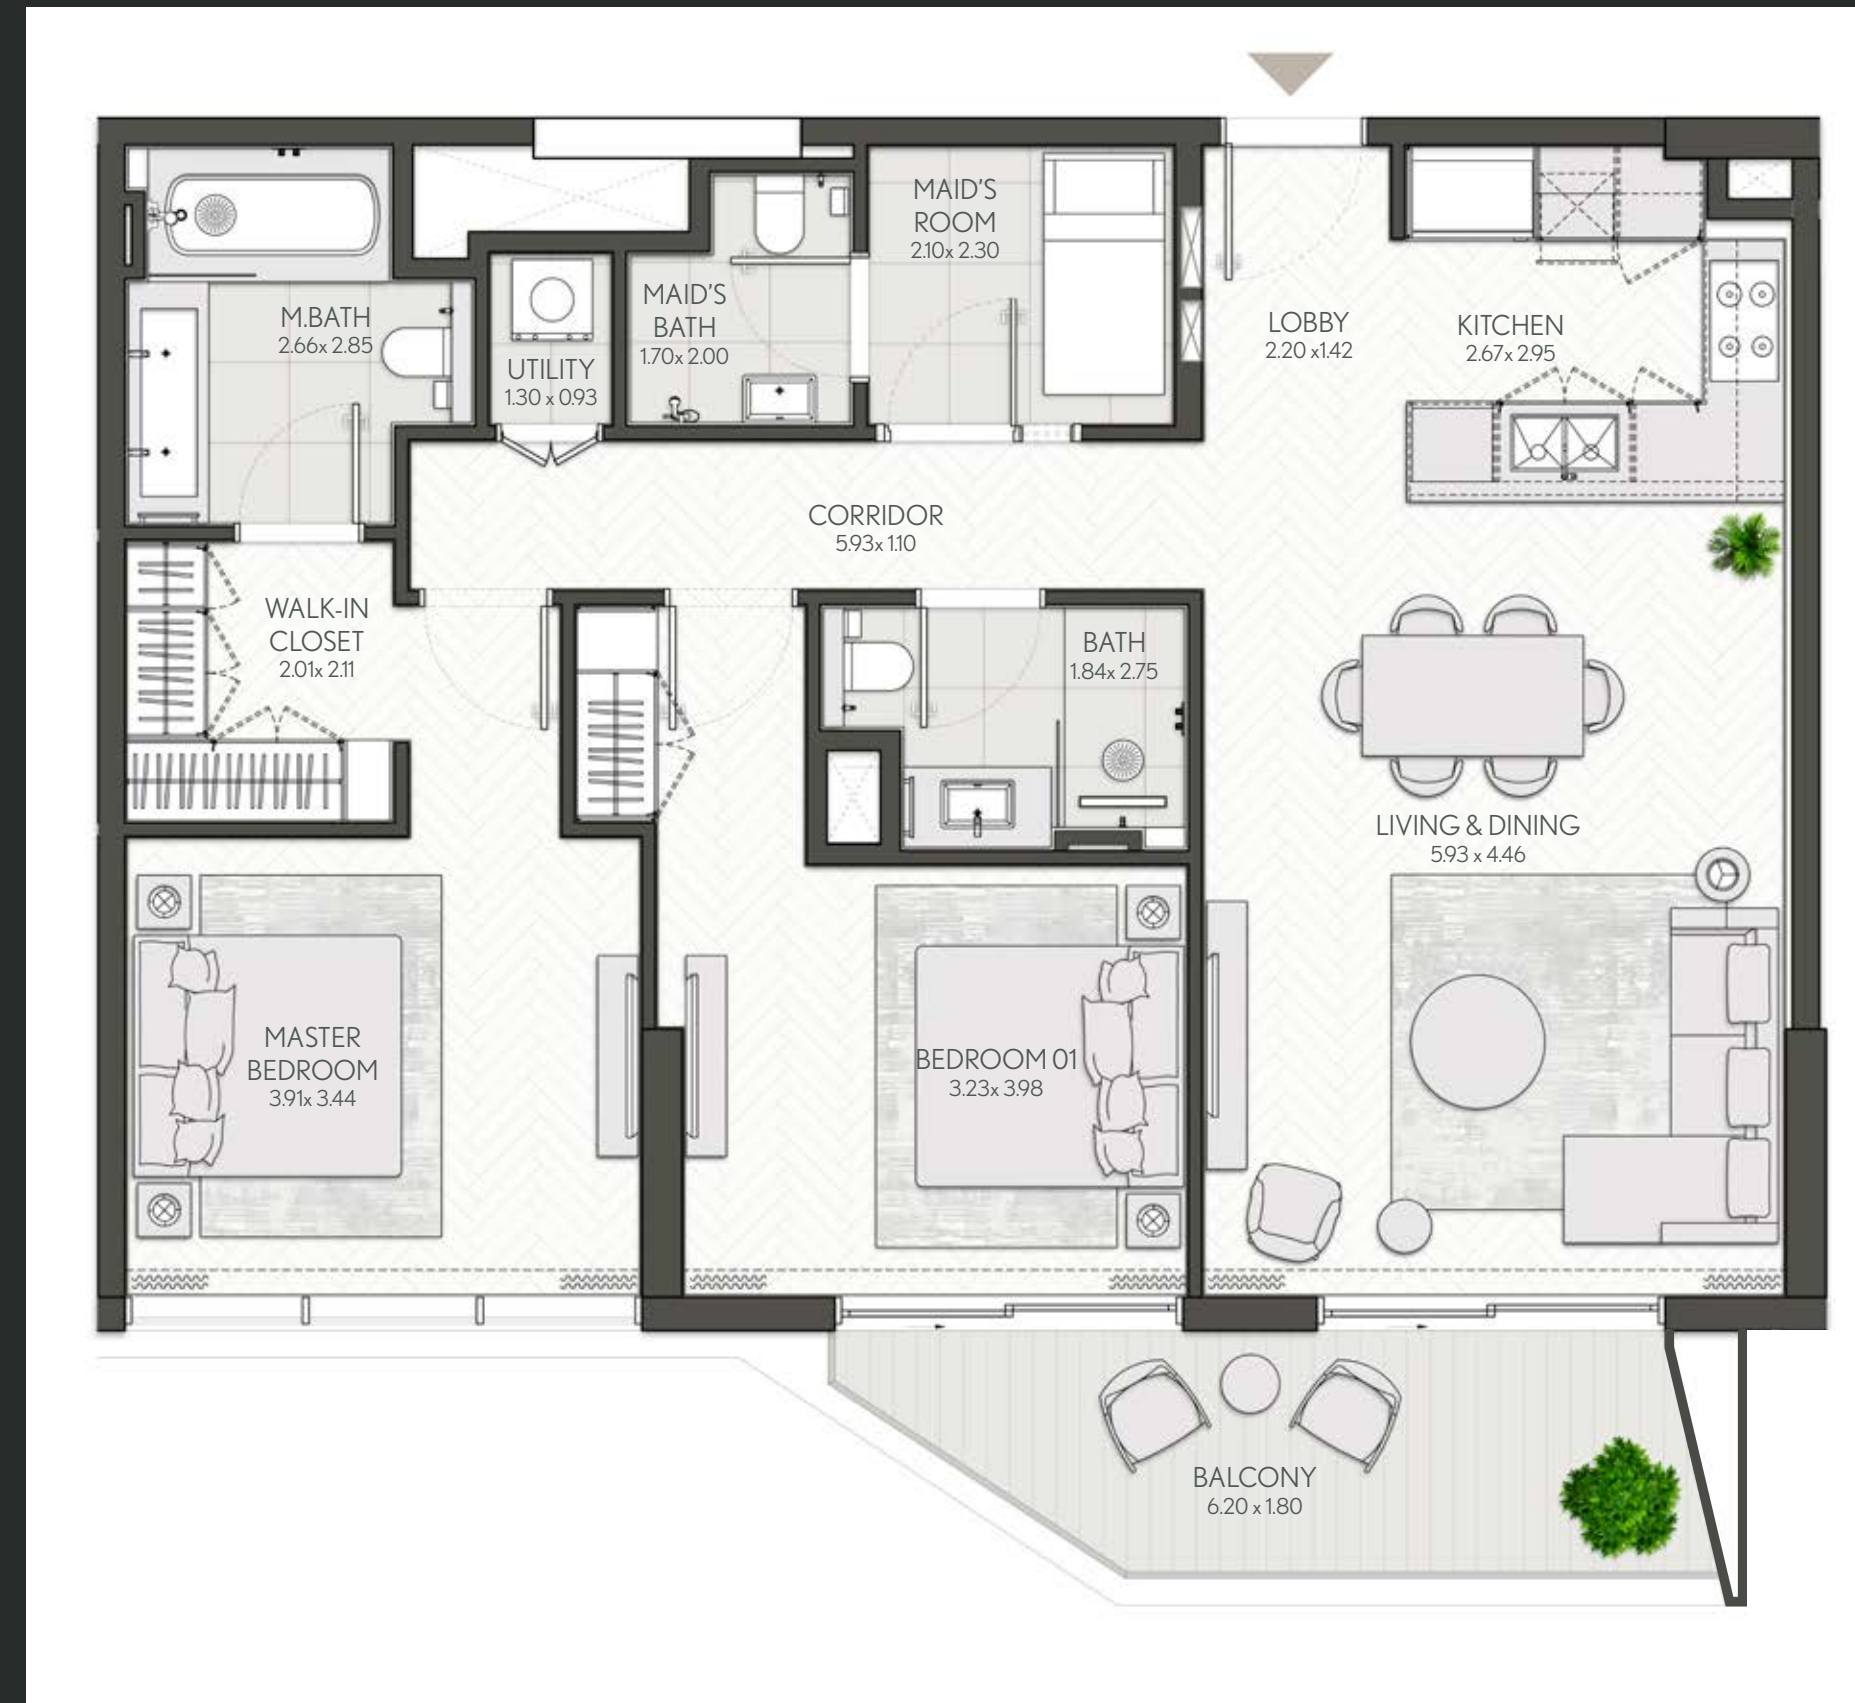 MAID'S
ROOM
2.10x 2.30
MAID'S
BATH
1.70x 2.00
M.BATH
2.66x 2.85
UTILITY
1.30 x 0.93
LOBBY
2.20 x1.42
KITCHEN
2.67x 2.95
CORRIDOR
5.93x 1.10
WALK-IN
CLOSET
2.01x 2.11
BATH
1.84x 2.75
LIVING & DINING
5.93 x 4.46
MASTER
BEDROOM
3.91x 3.44
BEDROOM 01
3.23x 3.98
BALCONY
6.20 x 1.80